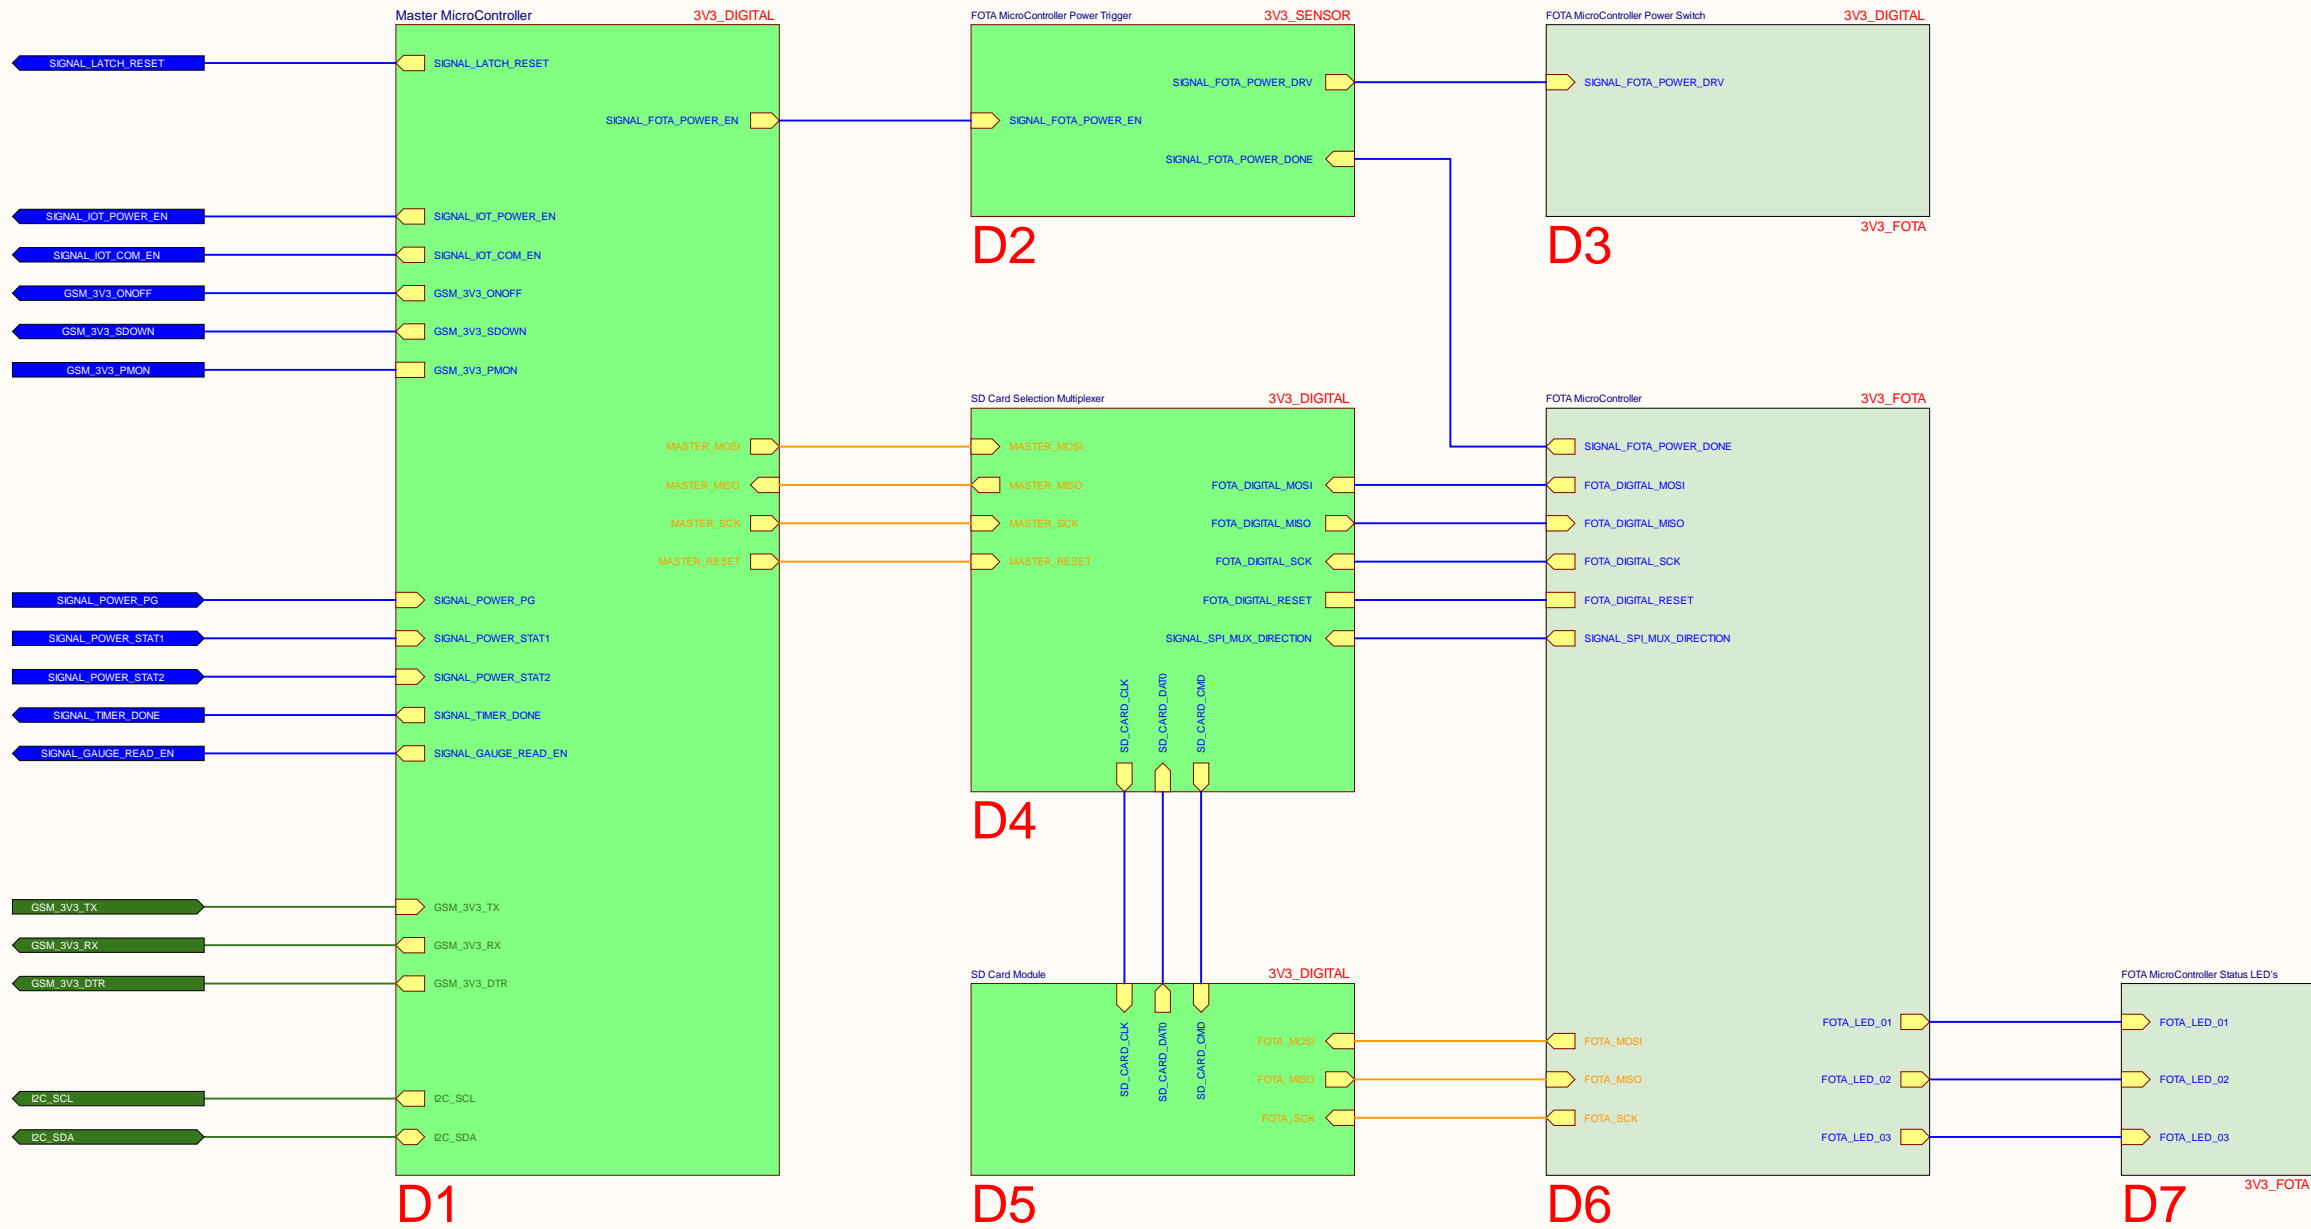 Master MicroController
3V3_DIGITAL
SIGNAL_LATCH_RESET
SIGNAL_LATCH_RESET
SIGNAL_FOTA_POWER_EN
SIGNAL_IOT_POWER_EN
SIGNAL_IOT_POWER_EN
SIGNAL_IOT_COM_EN
SIGNAL_IOT_COM_EN
GSM_3V3_ONOFF
GSM_3V3_ONOFF
GSM_3V3_SDOWN
GSM_3V3_SDOWN
GSM_3V3_PMON
GSM_3V3_PMON
MASTER_MOSI
MASTER_MISO
MASTER_SCK
MASTER_RESET
SIGNAL_POWER_PG
SIGNAL_POWER_PG
SIGNAL_POWER_STAT1
SIGNAL_POWER_STAT1
SIGNAL_POWER_STAT2
SIGNAL_POWER_STAT2
SIGNAL_TIMER_DONE
SIGNAL_TIMER_DONE
SIGNAL_GAUGE_READ_EN
SIGNAL_GAUGE_READ_EN
GSM_3V3_TX
GSM_3V3_TX
GSM_3V3_RX
GSM_3V3_RX
GSM_3V3_DTR
GSM_3V3_DTR
I2C_SCL
I2C_SCL
I2C_SDA
I2C_SDA
D1
FOTA MicroController Power Trigger
3V3_SENSOR
SIGNAL_FOTA_POWER_DRV
SIGNAL_FOTA_POWER_EN
SIGNAL_FOTA_POWER_DONE
D2
FOTA MicroController Power Switch
3V3_DIGITAL
SIGNAL_FOTA_POWER_DRV
3V3_FOTA
D3
SD Card Selection Multiplexer
3V3_DIGITAL
MASTER_MOSI
MASTER_MISO
MASTER_SCK
MASTER_RESET
FOTA_DIGITAL_MOSI
FOTA_DIGITAL_MISO
FOTA_DIGITAL_SCK
FOTA_DIGITAL_RESET
SIGNAL_SPI_MUX_DIRECTION
SD_CARD_CLK
SD_CARD_DAT0
SD_CARD_CMD
D4
SD Card Module
3V3_DIGITAL
SD_CARD_CLK
SD_CARD_DAT0
SD_CARD_CMD
FOTA_MOSI
FOTA_MISO
FOTA_SCK
D5
FOTA MicroController
3V3_FOTA
SIGNAL_FOTA_POWER_DONE
FOTA_DIGITAL_MOSI
FOTA_DIGITAL_MISO
FOTA_DIGITAL_SCK
FOTA_DIGITAL_RESET
SIGNAL_SPI_MUX_DIRECTION
FOTA_MOSI
FOTA_MISO
FOTA_SCK
FOTA_LED_01
FOTA_LED_02
FOTA_LED_03
D6
FOTA MicroController Status LED's
FOTA_LED_01
FOTA_LED_02
FOTA_LED_03
3V3_FOTA
D7